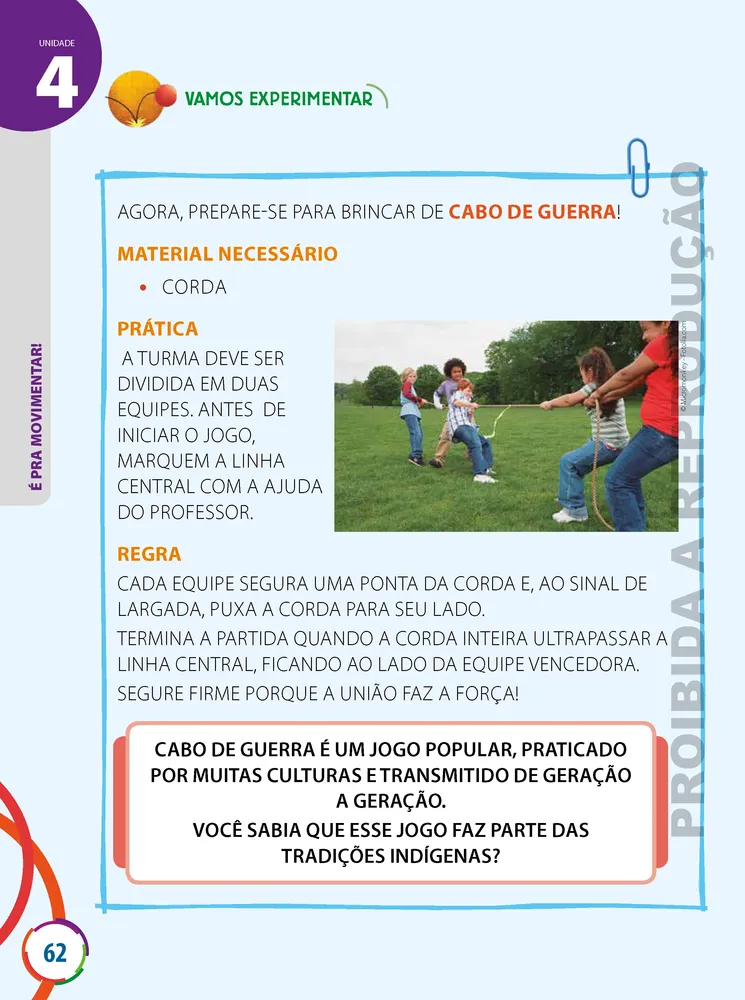 UNIDADE
4
VAMOS EXPERIMENTAR
AGORA, PREPARE-SE PARA BRINCAR DE CABO DE GUERRA!
MATERIAL NECESSÁRIO
• CORDA
PRÁTICA
A TURMA DEVE SER
DIVIDIDA EM DUAS
EQUIPES. ANTES DE
INICIAR O JOGO,
MARQUEM A LINHA
CENTRAL COM A AJUDA
DO PROFESSOR.
REGRA
CADA EQUIPE SEGURA UMA PONTA DA CORDA E, AO SINAL DE
LARGADA, PUXA A CORDA PARA SEU LADO.
TERMINA A PARTIDA QUANDO A CORDA INTEIRA ULTRAPASSAR A
LINHA CENTRAL, FICANDO AO LADO DA EQUIPE VENCEDORA.
SEGURE FIRME PORQUE A UNIÃO FAZ A FORÇA!
CABO DE GUERRA É UM JOGO POPULAR, PRATICADO
POR MUITAS CULTURAS E TRANSMITIDO DE GERAÇÃO
A GERAÇÃO.
VOCÊ SABIA QUE ESSE JOGO FAZ PARTE DAS
TRADIÇÕES INDÍGENAS?
É PRA MOVIMENTAR!
PROIBIDA A REPRODUÇÃO
62